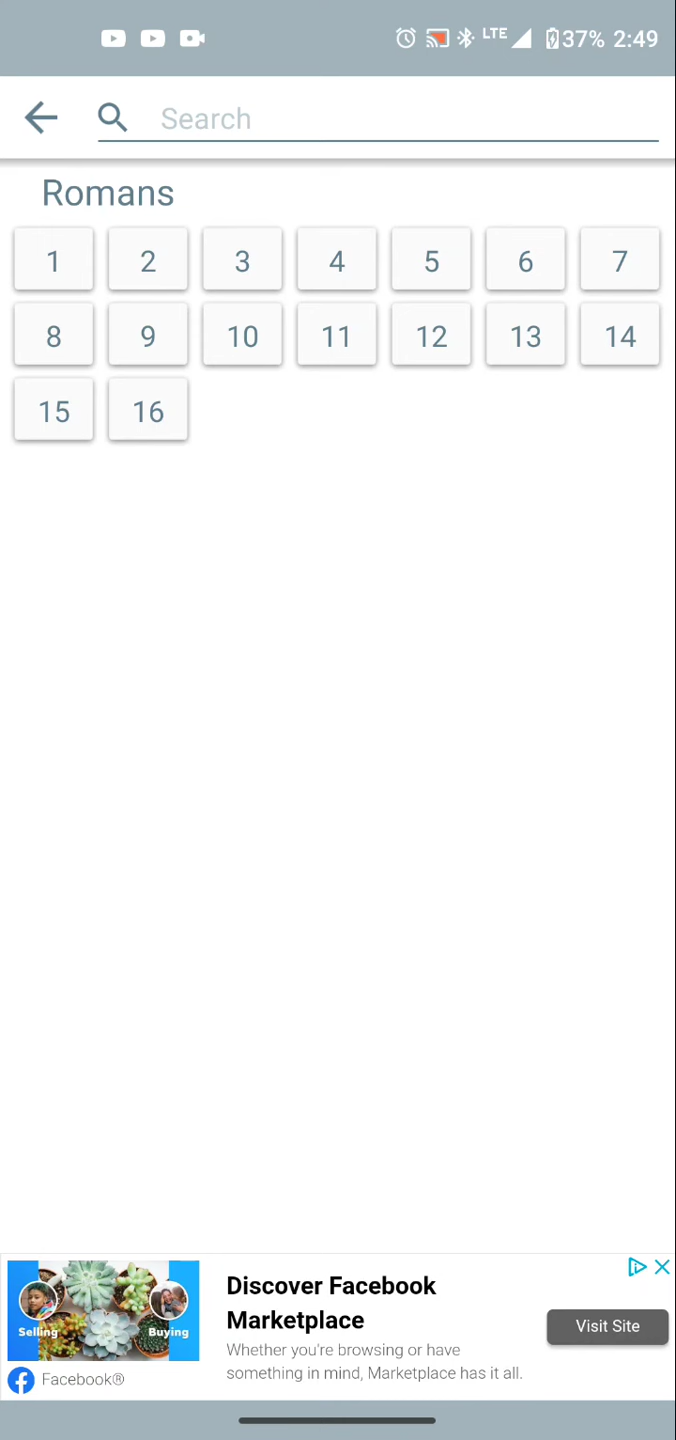 LTE 37% 2:49
Search
Romans
1 2 3 4 5 6 7
8 9 10 11 12 13 14
15 16
Selling Buying
Facebook®
Discover Facebook
Marketplace
Whether you're browsing or have
something in mind, Marketplace has it all.
Visit Site